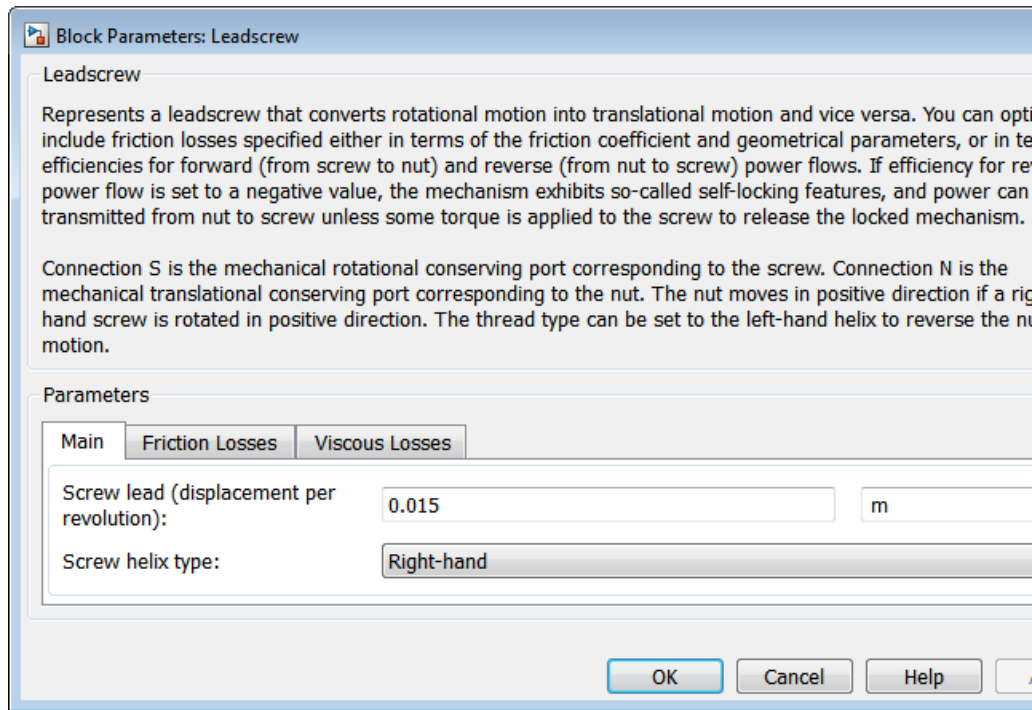 Block Parameters: Leadscrew
Leadscrew
Represents a leadscrew that converts rotational motion into translational motion and vice versa. You can
include friction losses specified either in terms of the friction coefficient and geometrical parameters, or in
efficiencies for forward (from screw to nut) and reverse (from nut to screw) power flows. If efficiency for
power flow is set to a negative value, the mechanism exhibits so-called self-locking features, and power can
transmitted from nut to screw unless some torque is applied to the screw to release the locked mechanism.
Connection S is the mechanical rotational conserving port corresponding to the screw. Connection N is the
mechanical translational conserving port corresponding to the nut. The nut moves in positive direction if a
hand screw is rotated in positive direction. The thread type can be set to the left-hand helix to reverse the
motion.
Parameters
Main Friction Losses Viscous Losses
Screw lead (displacement per
revolution): 0.015 m
Screw helix type: Right-hand
OK Cancel Help